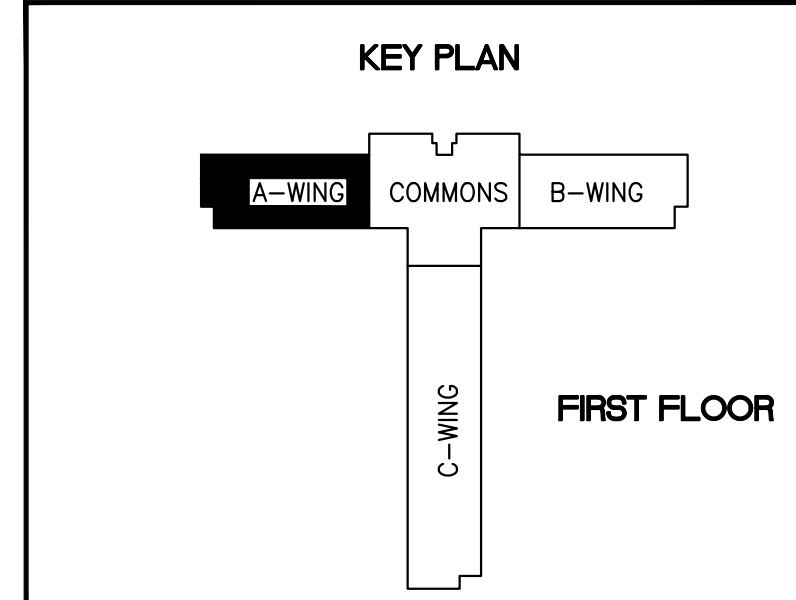 KEY PLAN
A-WING
COMMONS
B-WING
C-WING
FIRST FLOOR